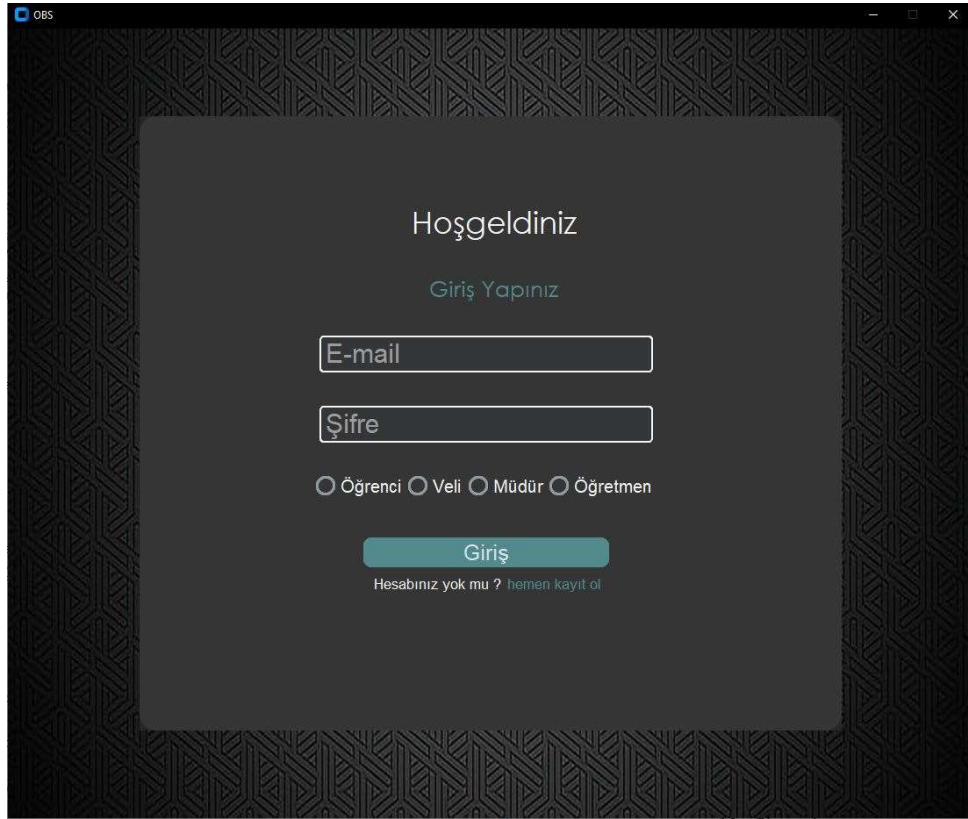 OBS
Hoşgeldiniz
Giriş Yapınız
E-mail
Şifre
Öğrenci Veli Müdür Öğretmen
Giriş
Hesabınız yok mu ? hemen kayıt ol